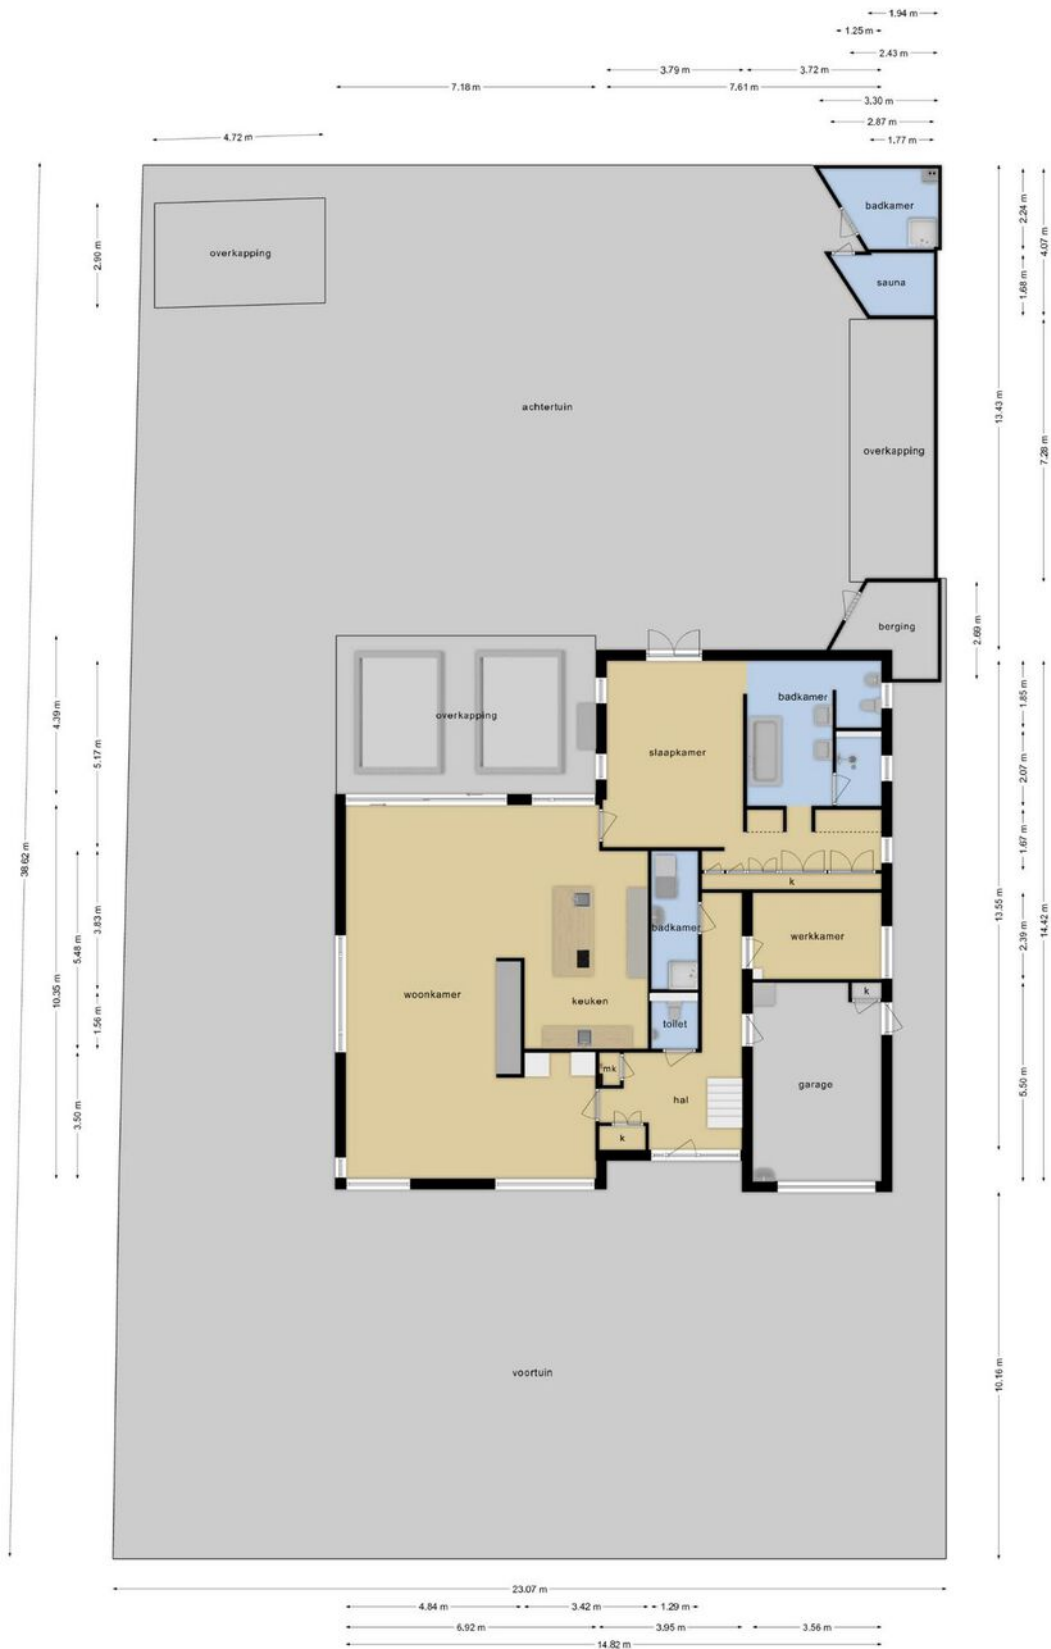 1.94 m
1.25 m
2.43 m
3.79 m
3.72 m
7.18 m
7.61 m
3.30 m
2.87 m
4.72 m
1.77 m
badkamer
2.24 m
4.07 m
overkapping
2.90 m
sauna
1.68 m
achtertuin
13.43 m
overkapping
7.28 m
berging
2.69 m
4.39 m
overkapping
badkamer
1.85 m
slaapkamer
5.17 m
2.07 m
1.67 m
38.62 m
k
13.55 m
14.42 m
3.83 m
5.48 m
10.35 m
badkamer
werkkamer
2.39 m
woonkamer
keuken
k
1.56 m
toilet
mk
hal
garage
5.50 m
3.50 m
k
voortuin
10.16 m
23.07 m
4.84 m
3.42 m
1.29 m
6.92 m
3.95 m
3.56 m
14.82 m